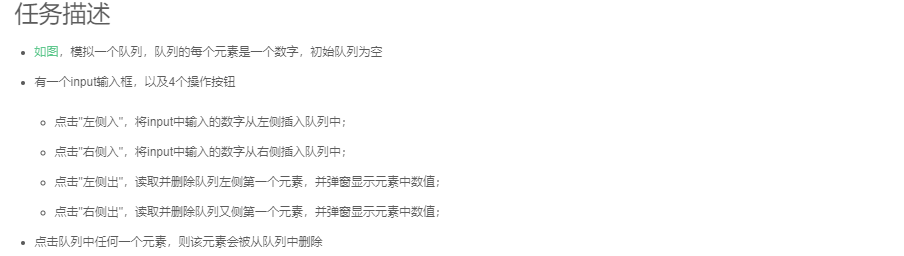 任务描述
如图，模拟一个队列，队列的每个元素是一个数字，初始队列为空
有一个input输入框，以及4个操作按钮
点击"左侧入"，将input中输入的数字从左侧插入队列中；
点击"右侧入"，将input中输入的数字从右侧插入队列中；
点击"左侧出"，读取并删除队列左侧第一个元素，并弹窗显示元素中数值；
点击"右侧出"，读取并删除队列又侧第一个元素，并弹窗显示元素中数值；
点击队列中任何一个元素，则该元素会被从队列中删除